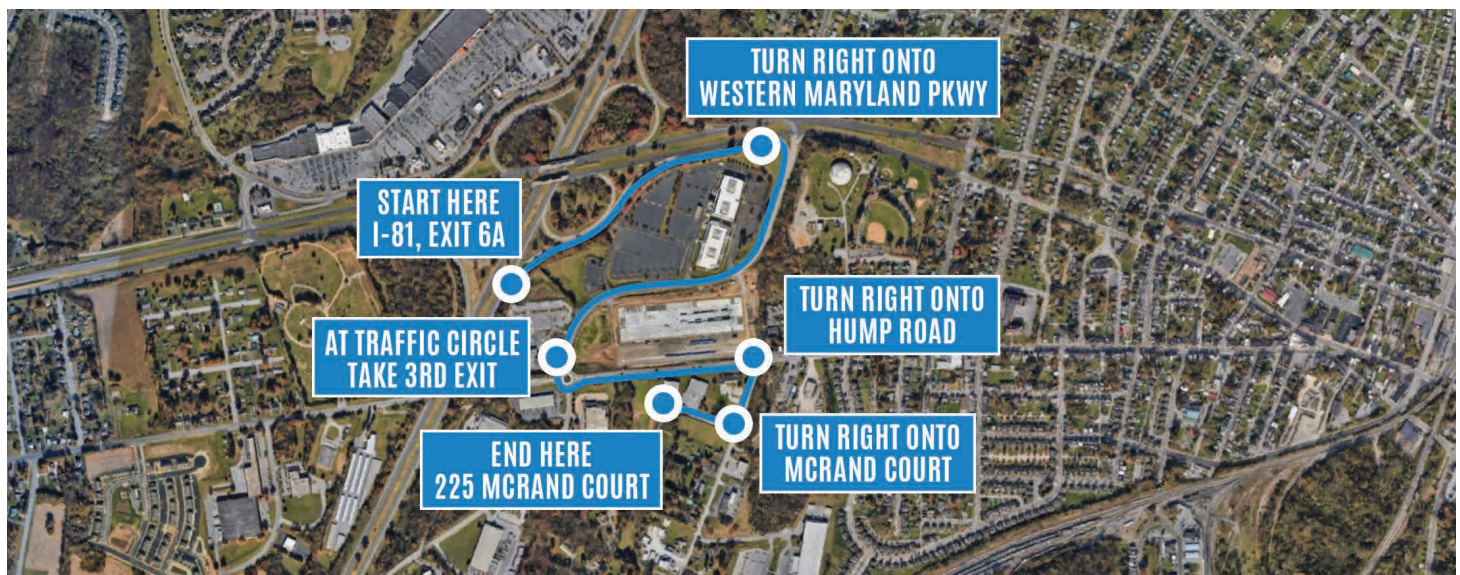 TURN RIGHT ONTO
WESTERN MARYLAND PKWY
START HERE
I-81, EXIT 6A
TURN RIGHT ONTO
HUMP ROAD
AT TRAFFIC CIRCLE
TAKE 3RD EXIT
TURN RIGHT ONTO
MCRAND COURT
END HERE
225 MCRAND COURT